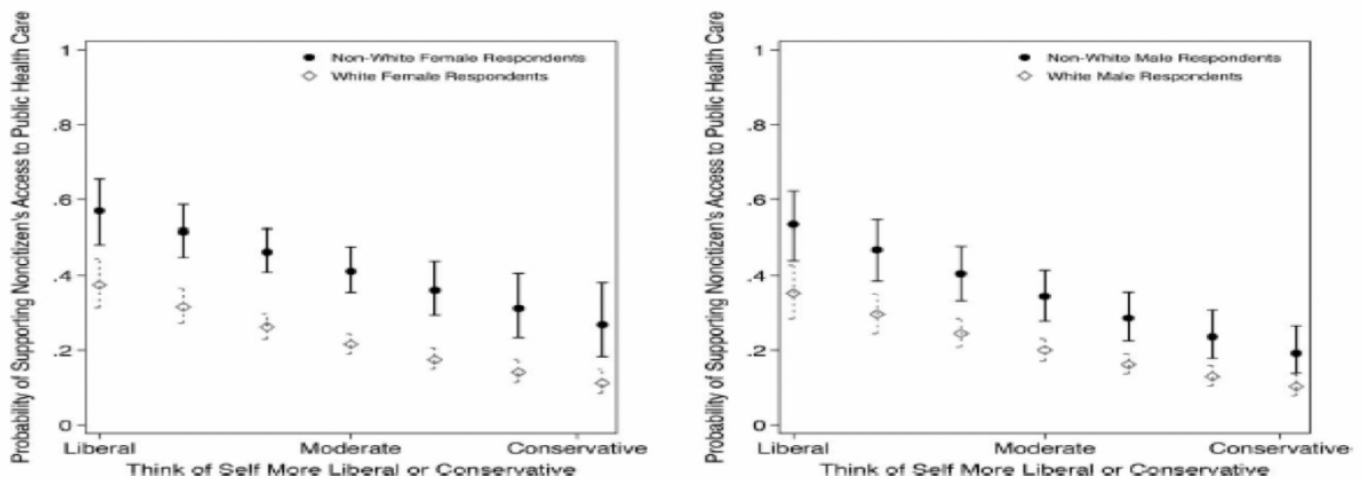 Probability of Supporting Noncitizen's Access to Public Health Care
1
.8
.6
.4
.2
0
Non-White Female Respondents
White Female Respondents
Liberal Moderate Conservative
Think of Self More Liberal or Conservative
Probability of Supporting Noncitizen's Access to Public Health Care
1
.8
.6
.4
.2
0
Non-White Male Respondents
White Male Respondents
Liberal Moderate Conservative
Think of Self More Liberal or Conservative